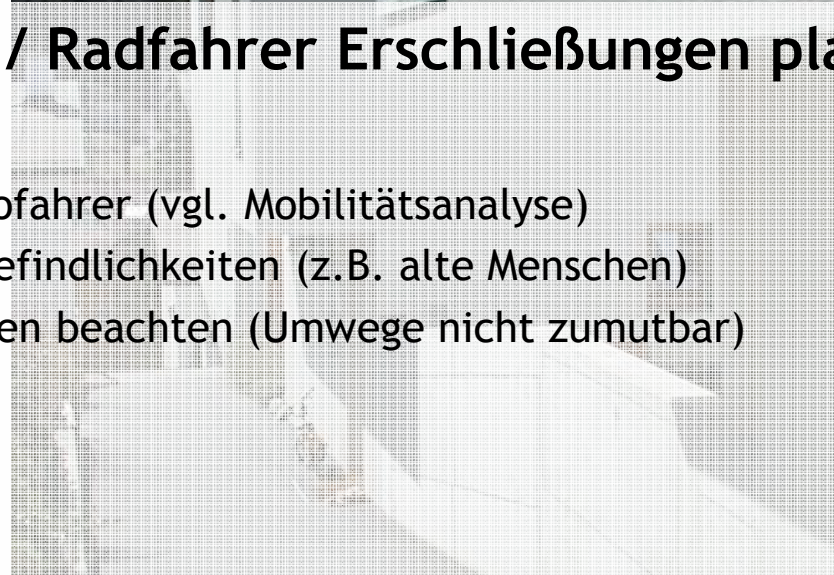 / Radfahrer Erschließungen pla
ofahrer (vgl. Mobilitätsanalyse)
efindlichkeiten (z.B. alte Menschen)
en beachten (Umwege nicht zumutbar)